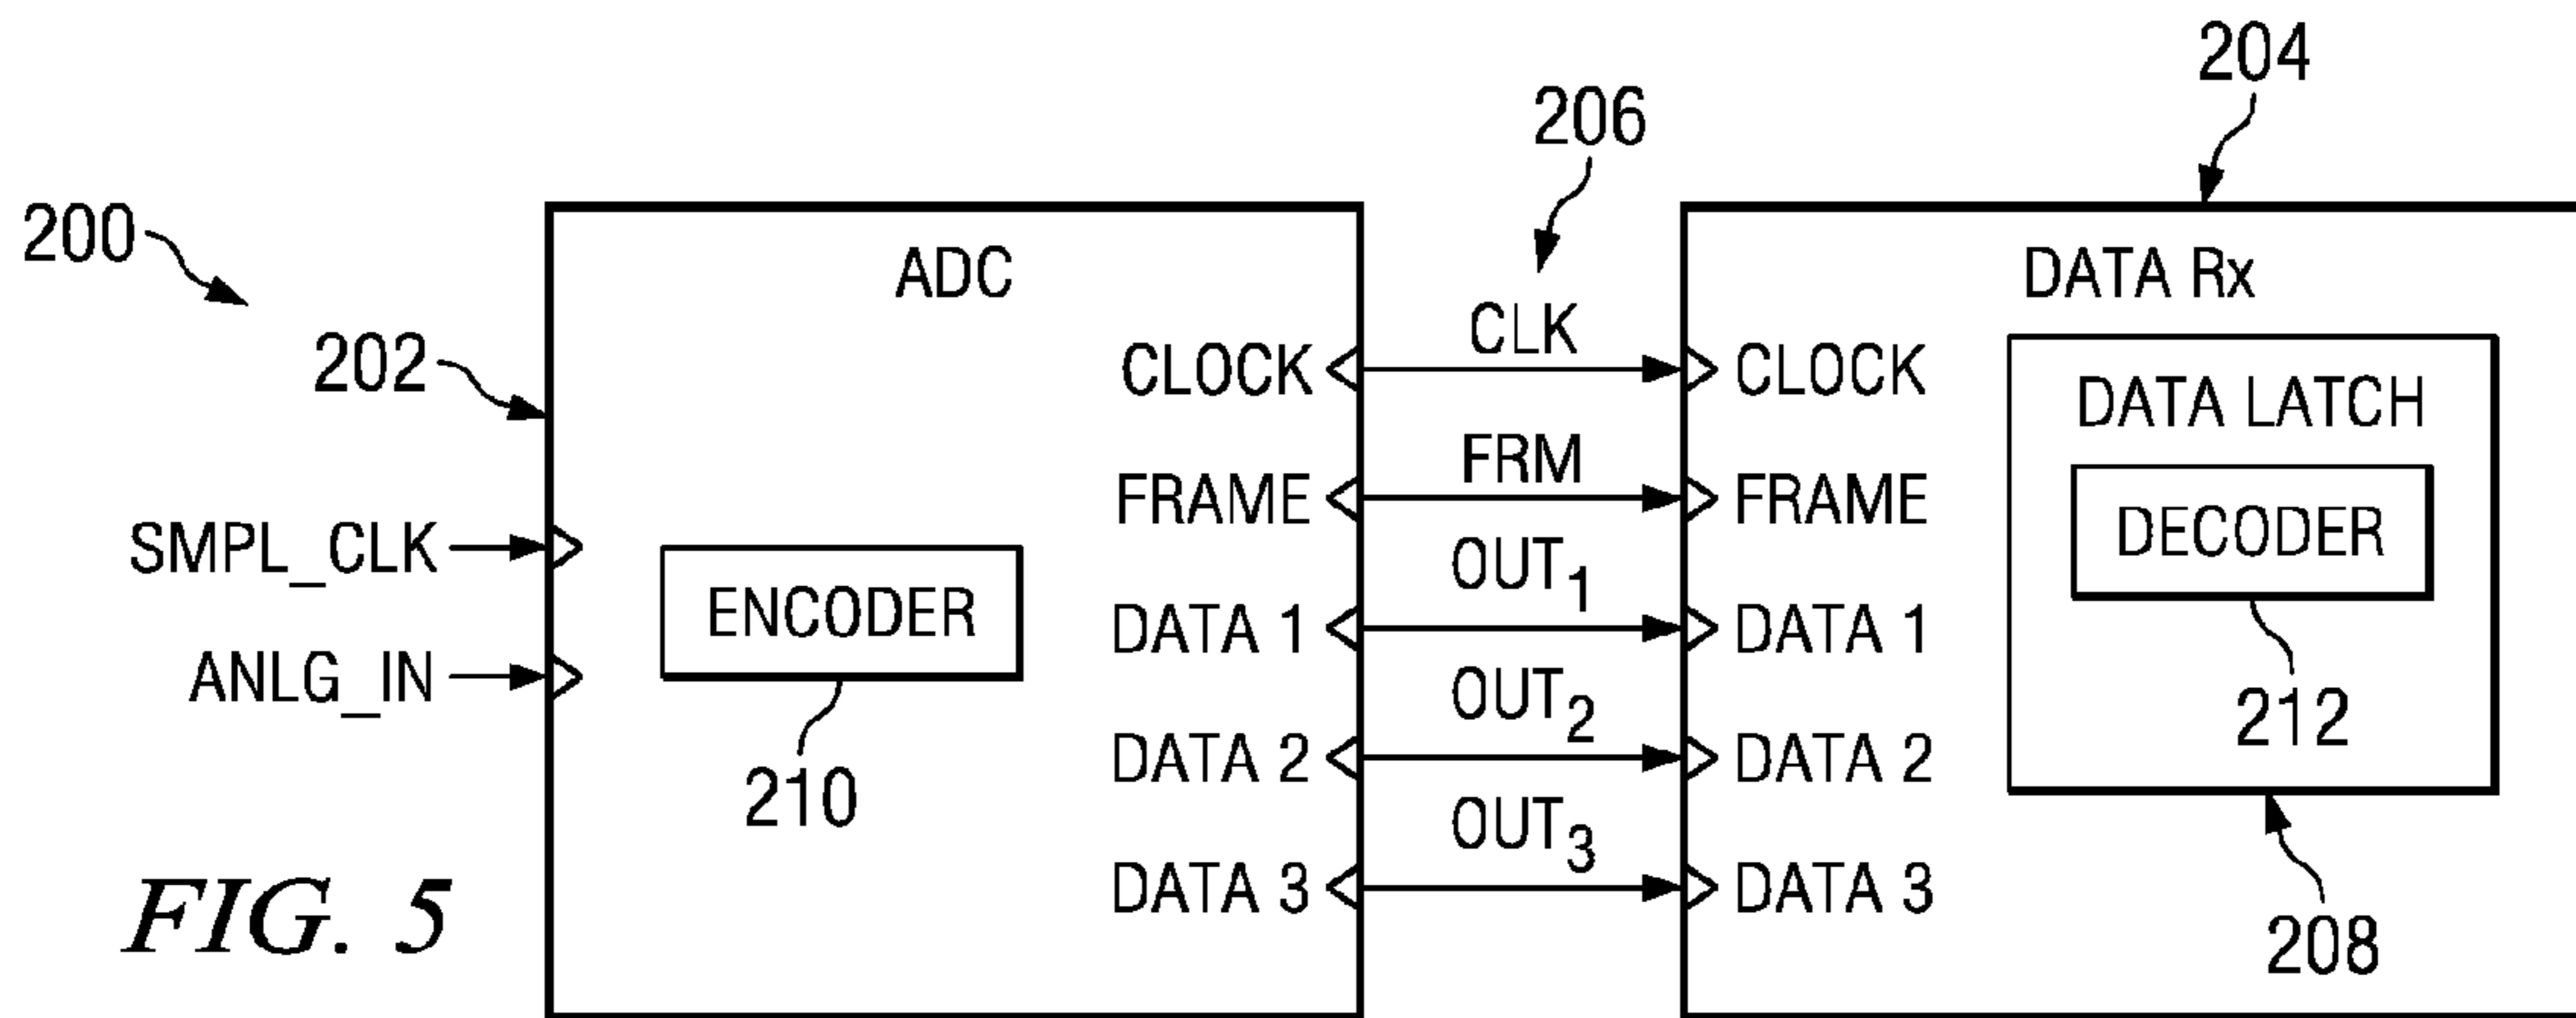 204
206
200
ADC
DATA Rx
202
CLK
CLOCK
CLOCK
DATA LATCH
FRM
FRAME
FRAME
SMPL_CLK
ENCODER
DECODER
OUT1
DATA 1
DATA 1
ANLG_IN
OUT2
212
DATA 2
DATA 2
210
OUT3
DATA 3
DATA 3
FIG. 5
208